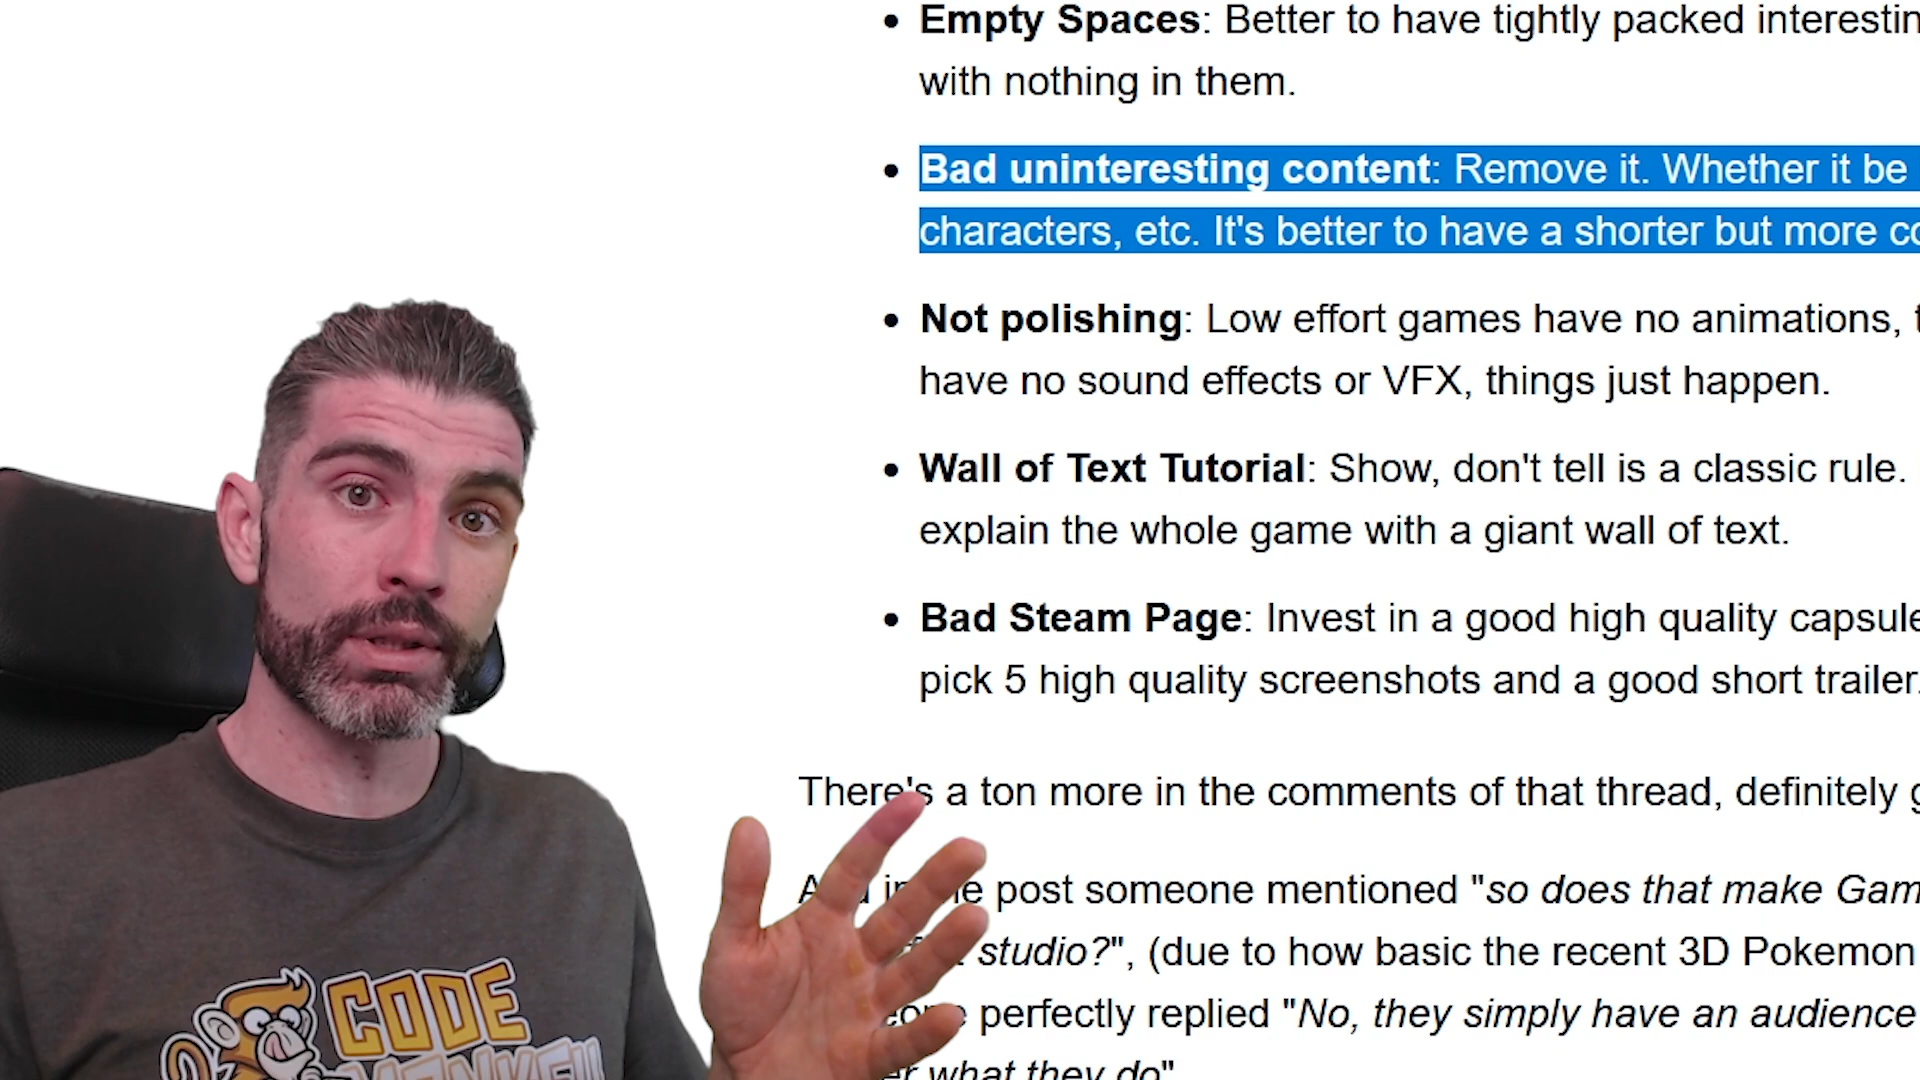 Empty Spaces: Better to have tightly packed interestin
with nothing in them.
Bad uninteresting content: Remove it. Whether it be
characters, etc. It's better to have a shorter but more co
Not polishing: Low effort games have no animations, t
have no sound effects or VFX, things just happen.
Wall of Text Tutorial: Show, don't tell is a classic rule.
explain the whole game with a giant wall of text.
Bad Steam Page: Invest in a good high quality capsule
pick 5 high quality screenshots and a good short trailer.
There's a ton more in the comments of that thread, definitely g
post someone mentioned "so does that make Gam
studio?", (due to how basic the recent 3D Pokemon
perfectly replied "No, they simply have an audience
what they do"
CODE
MONKEY